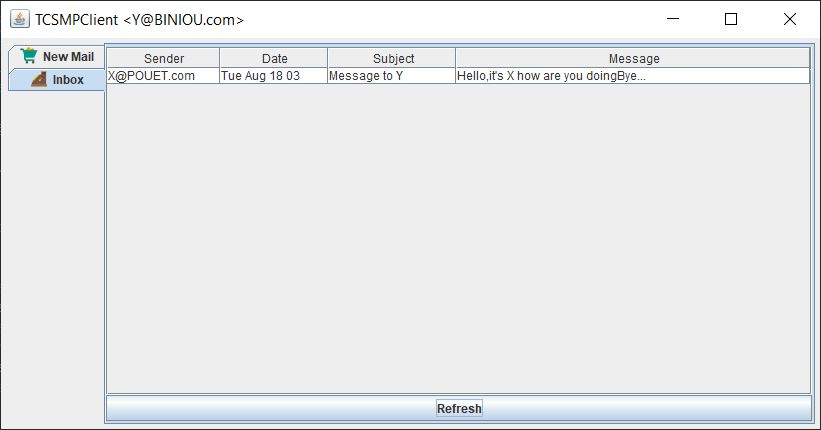 TCSMPClient <Y@BINIOU.com>
New Mail
Inbox
Sender Date Subject Message
X@POUET.com Tue Aug 18 03 Message to Y Hello,it's X how are you doingBye...
Refresh